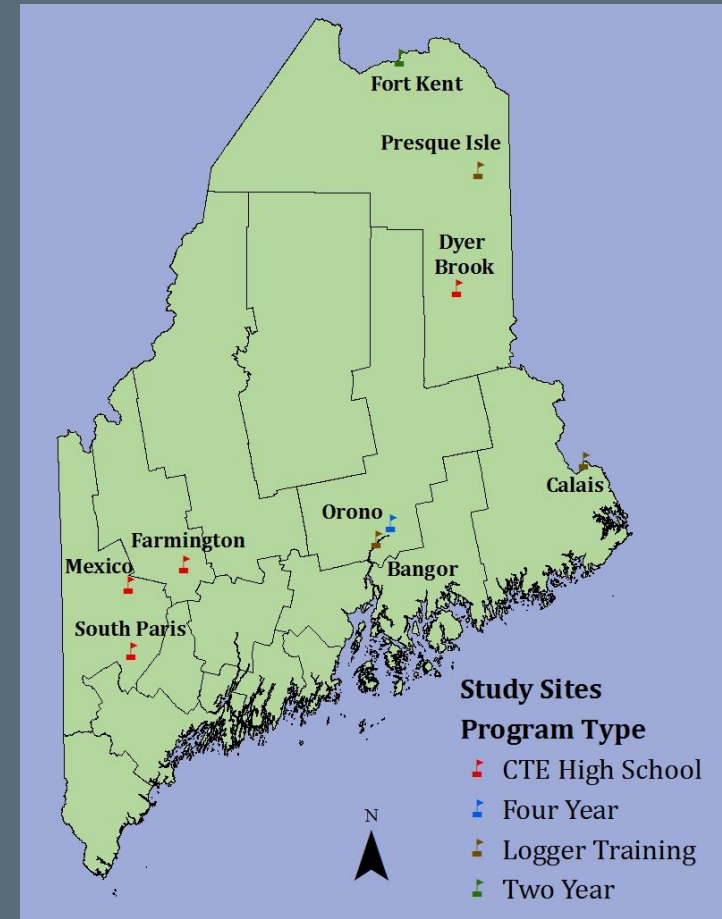 Fort Kent
Presque Isle
Dyer
Brook
Calais
Orono
Bangor
Farmington
Mexico
South Paris
Study Sites
Program Type
CTE High School
Four Year
Logger Training
Two Year
N